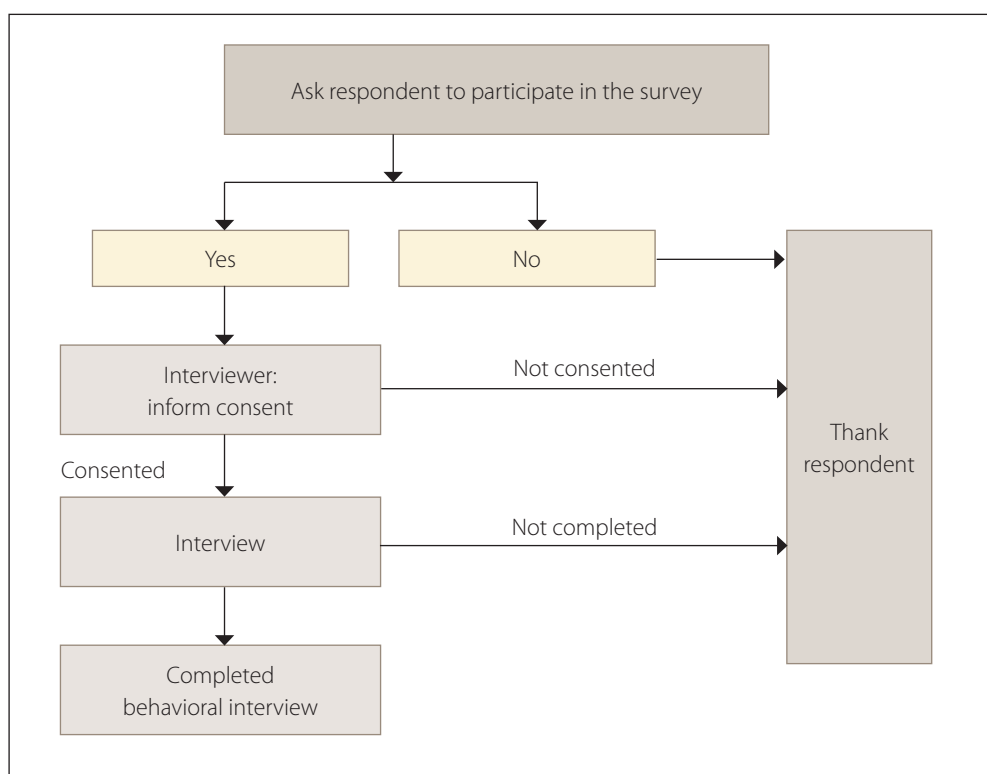 Ask respondent to participate in the survey
Yes
No
Interviewer:
inform consent
Not consented
Thank
respondent
Consented
Interview
Not completed
Completed
behavioral interview